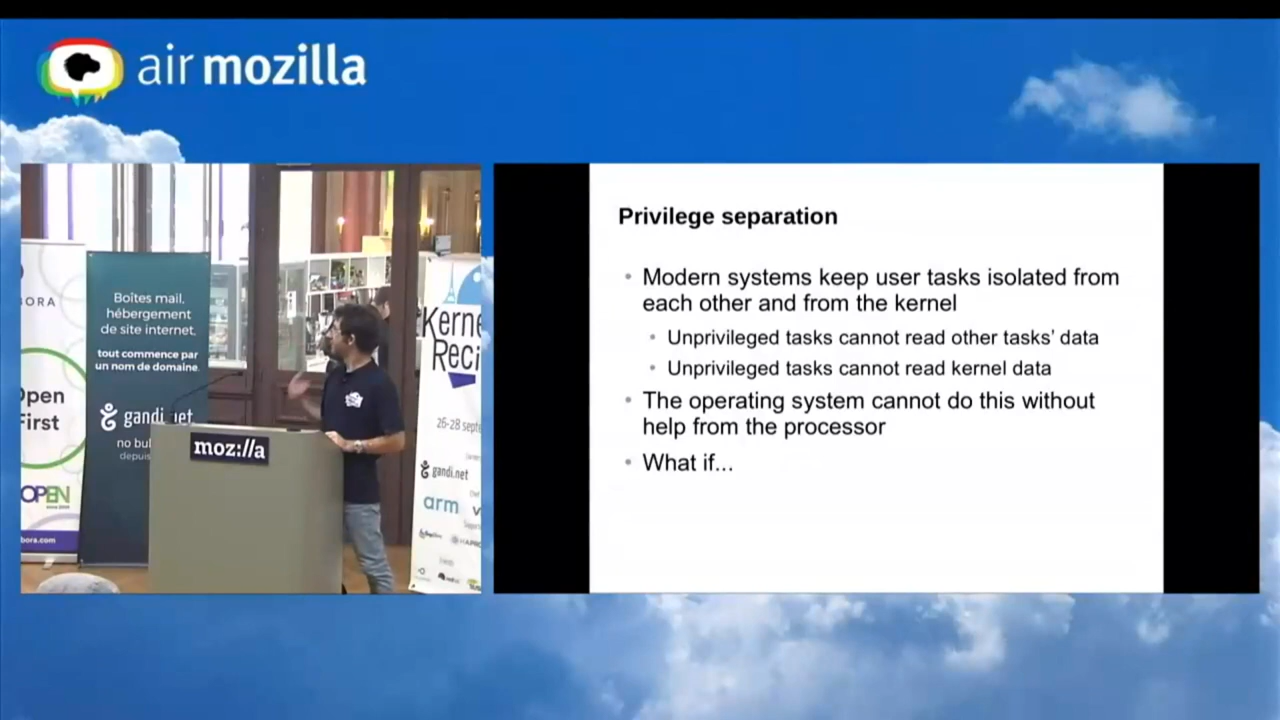 air mozilla
BORA
Open
First
OPEN
bora.com
Boîtes mail,
hébergement
de site internet,
tout commence par
un nom de domaine.
gandi.net
no bul
depuis
moz://a
Kerne
Reci
26-28 sept
gandi.net
arm
Privilege separation
• Modern systems keep user tasks isolated from
each other and from the kernel
• Unprivileged tasks cannot read other tasks’ data
• Unprivileged tasks cannot read kernel data
• The operating system cannot do this without
help from the processor
• What if...